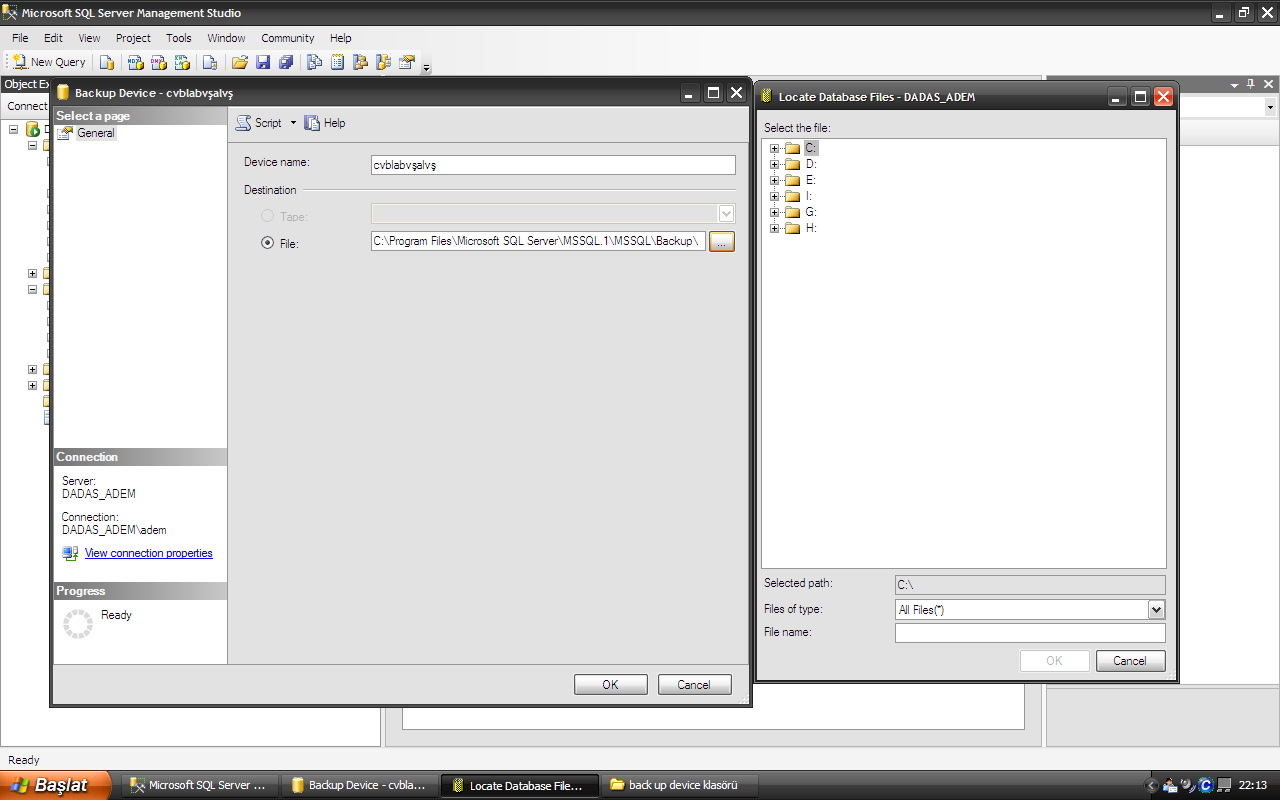 Microsoft SQL Server Management Studio
File Edit View Project Tools Window Community Help
New Query
Object Ex
Connect
Backup Device - cvblabvşalvş
Select a page
General
Script Help
Device name: cvblabvşalvş
Destination
Tape:
File: C:\Program Files\Microsoft SQL Server\MSSQL.1\MSSQL\Backup\ ...
Connection
Server:
DADAS_ADEM
Connection:
DADAS_ADEM\adem
View connection properties
Progress
Ready
OK Cancel
Locate Database Files - DADAS_ADEM
Select the file:
C:
D:
E:
I:
G:
H:
Selected path: C:\
Files of type: All Files(*)
File name:
OK Cancel
Ready
Başlat Microsoft SQL Server ... Backup Device - cvbla... Locate Database File... back up device klasörü 22:13